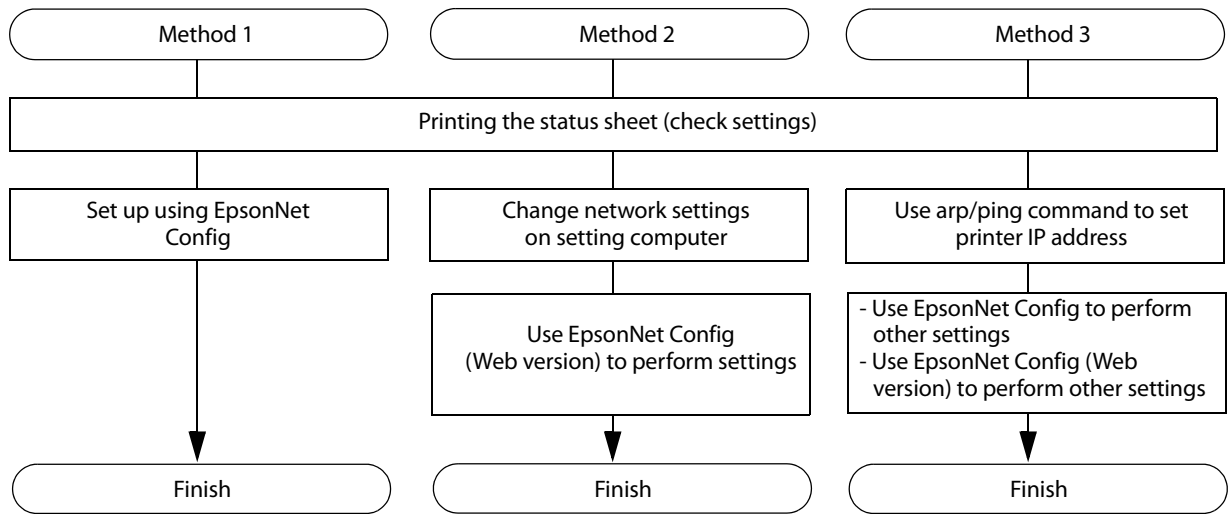 Method 1
Method 2
Method 3
Printing the status sheet (check settings)
Set up using EpsonNet
Config
Change network settings
on setting computer
Use arp/ping command to set
printer IP address
Use EpsonNet Config
(Web version) to perform settings
- Use EpsonNet Config to perform
other settings
- Use EpsonNet Config (Web
version) to perform other settings
Finish
Finish
Finish